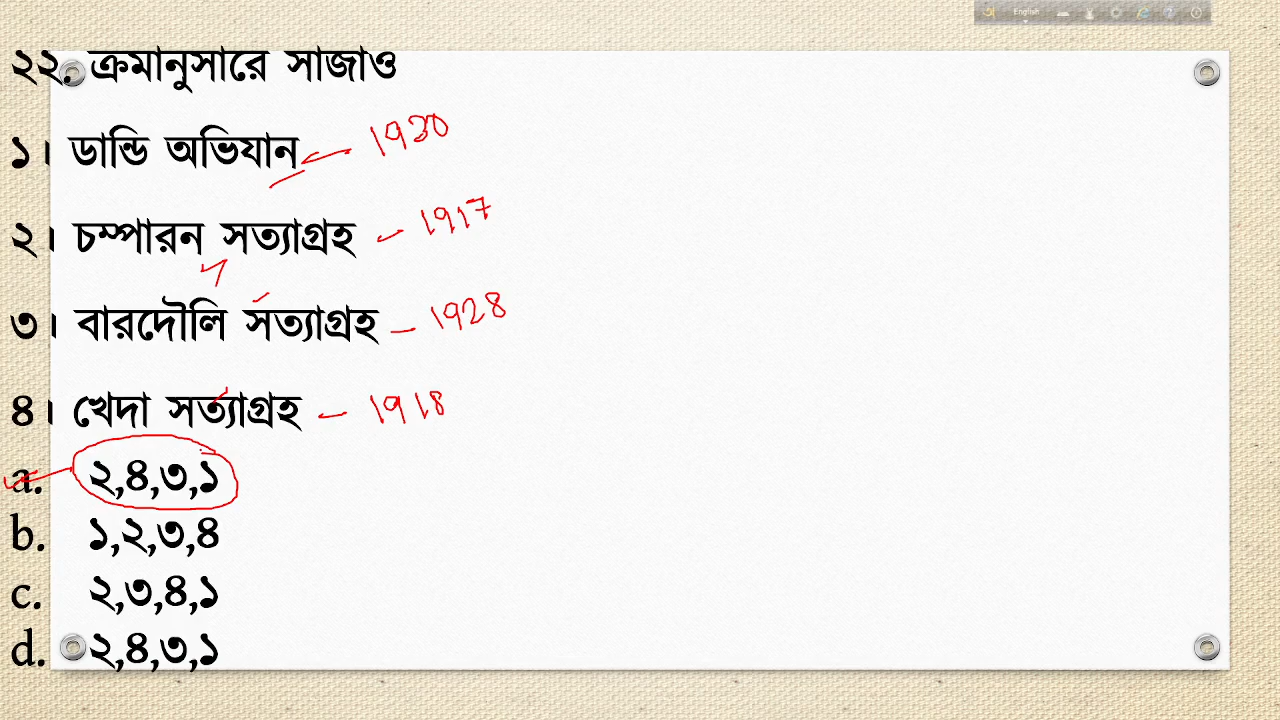 English
২২. ক্রমানুসারে সাজাও
১। ডান্ডি অভিযান - 1930
২। চম্পারন সত্যাগ্রহ - 1917
৩। বারদৌলি সত্যাগ্রহ - 1928
৪। খেদা সত্যাগ্রহ - 1918
a. ২,৪,৩,১
b. ১,২,৩,৪
c. ২,৩,৪,১
d. ২,৪,৩,১